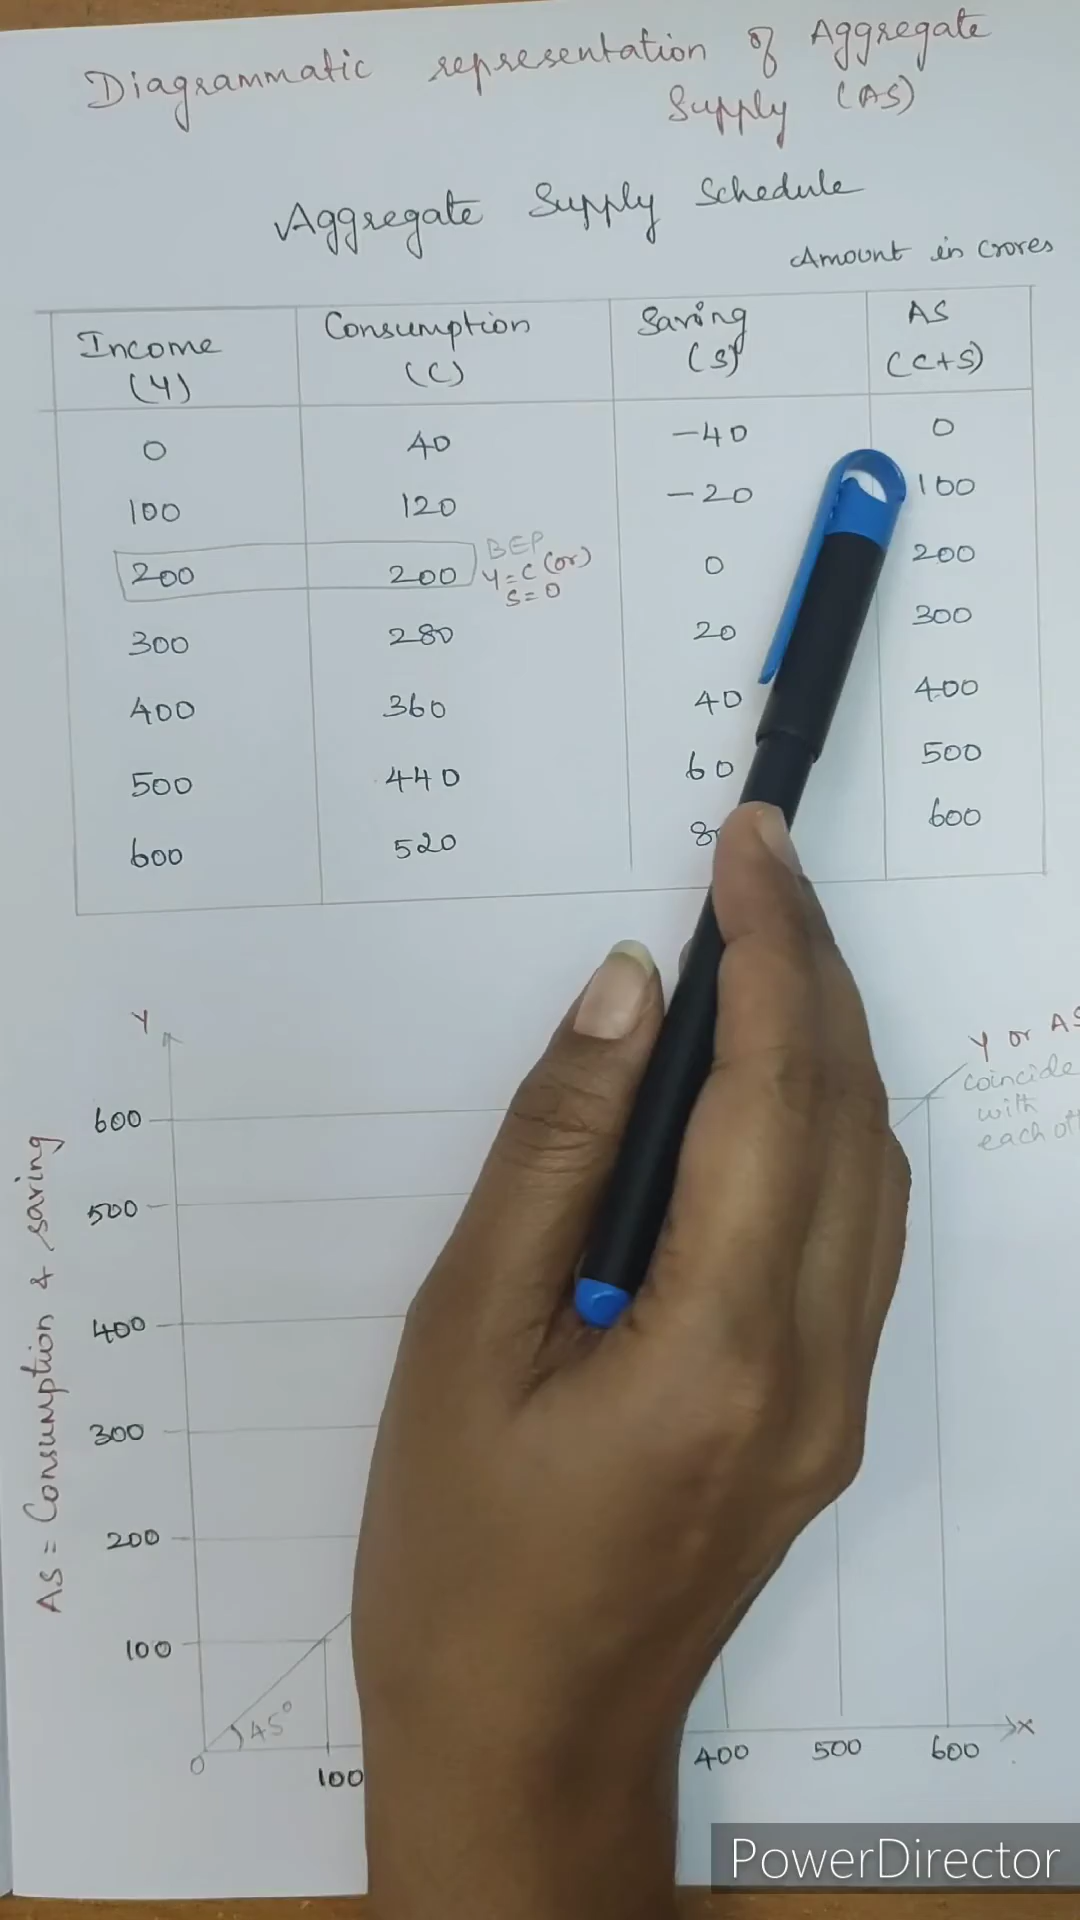 Diagrammatic representation of Aggregate
Supply (AS)
Aggregate Supply Schedule
Amount in crores
Income Consumption Saving AS
(Y) (C) (S) (C+S)
0 40 -40 0
100 120 -20 100
BEP
200 200 Y=C (or) 0 200
S=0
300 280 20 300
400 360 40 400
500 440 60 500
600 520 600
Y
Y or AS
coincide
with
each
600
500
400
300
200
100
AS = Consumption & saving
45°
0 100 400 500 600 X
PowerDirector